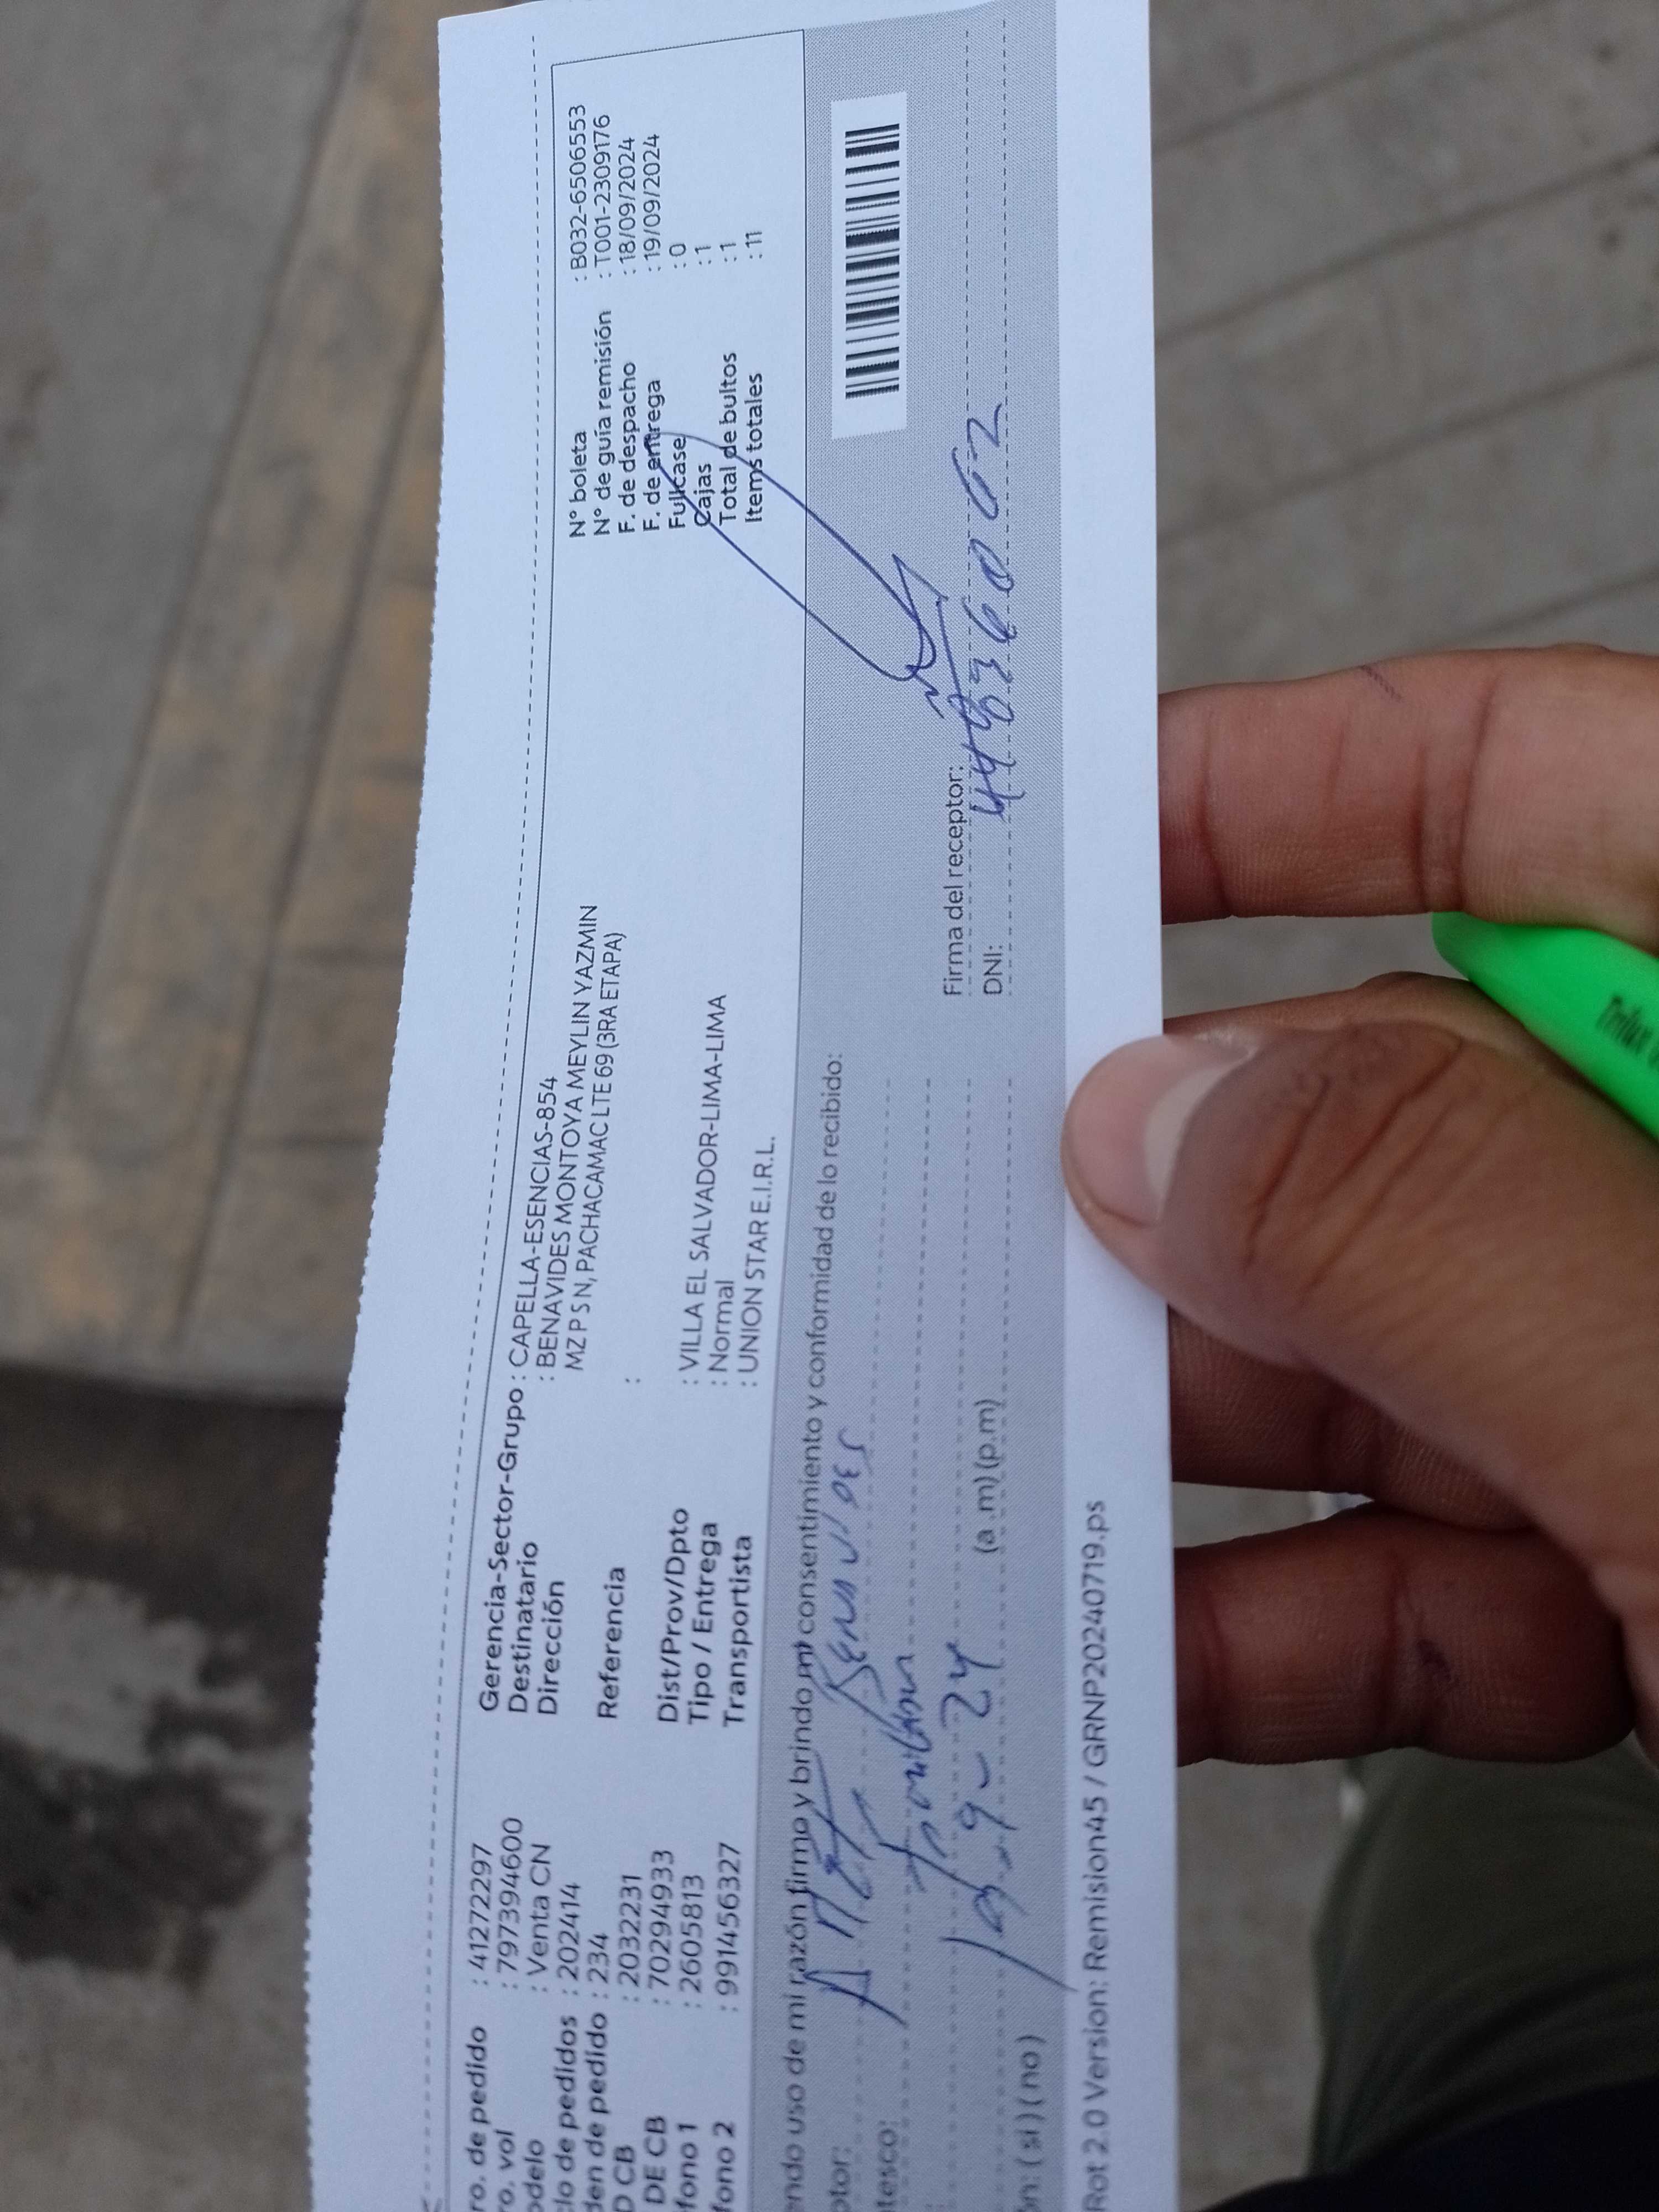 ro. de pedido : 41272297
ro. vol : 797394600
odelo : Venta CN
clo de pedidos : 202414
den de pedido : 234
D CB : 2032231
DE CB : 70294933
fono 1 : 2605813
fono 2 : 991456327
Gerencia-Sector-Grupo : CAPELLA-ESENCIAS-854
Destinatario : BENAVIDES MONTOYA MEYLIN YAZMIN
Dirección MZ P S N, PACHACAMAC LTE 69 (3RA ETAPA)
Referencia :
Dist/Prov/Dpto : VILLA EL SALVADOR-LIMA-LIMA
Tipo / Entrega : Normal
Transportista : UNION STAR E.I.R.L.
N° boleta : B032-6506553
N° de guía remisión : T001-2309176
F. de despacho : 18/09/2024
F. de entrega : 19/09/2024
Fullcase : 0
Cajas : 1
Total de bultos : 1
Items totales : 11
endo uso de mi razón firmo y brindo mi consentimiento y conformidad de lo recibido:
ptor: Benavides
ntesco:
9-24
ón: (si) (no) (a.m) (p.m)
Firma del receptor:
DNI:
Rot 2.0 Version: Remision45 / GRNP20240719.ps